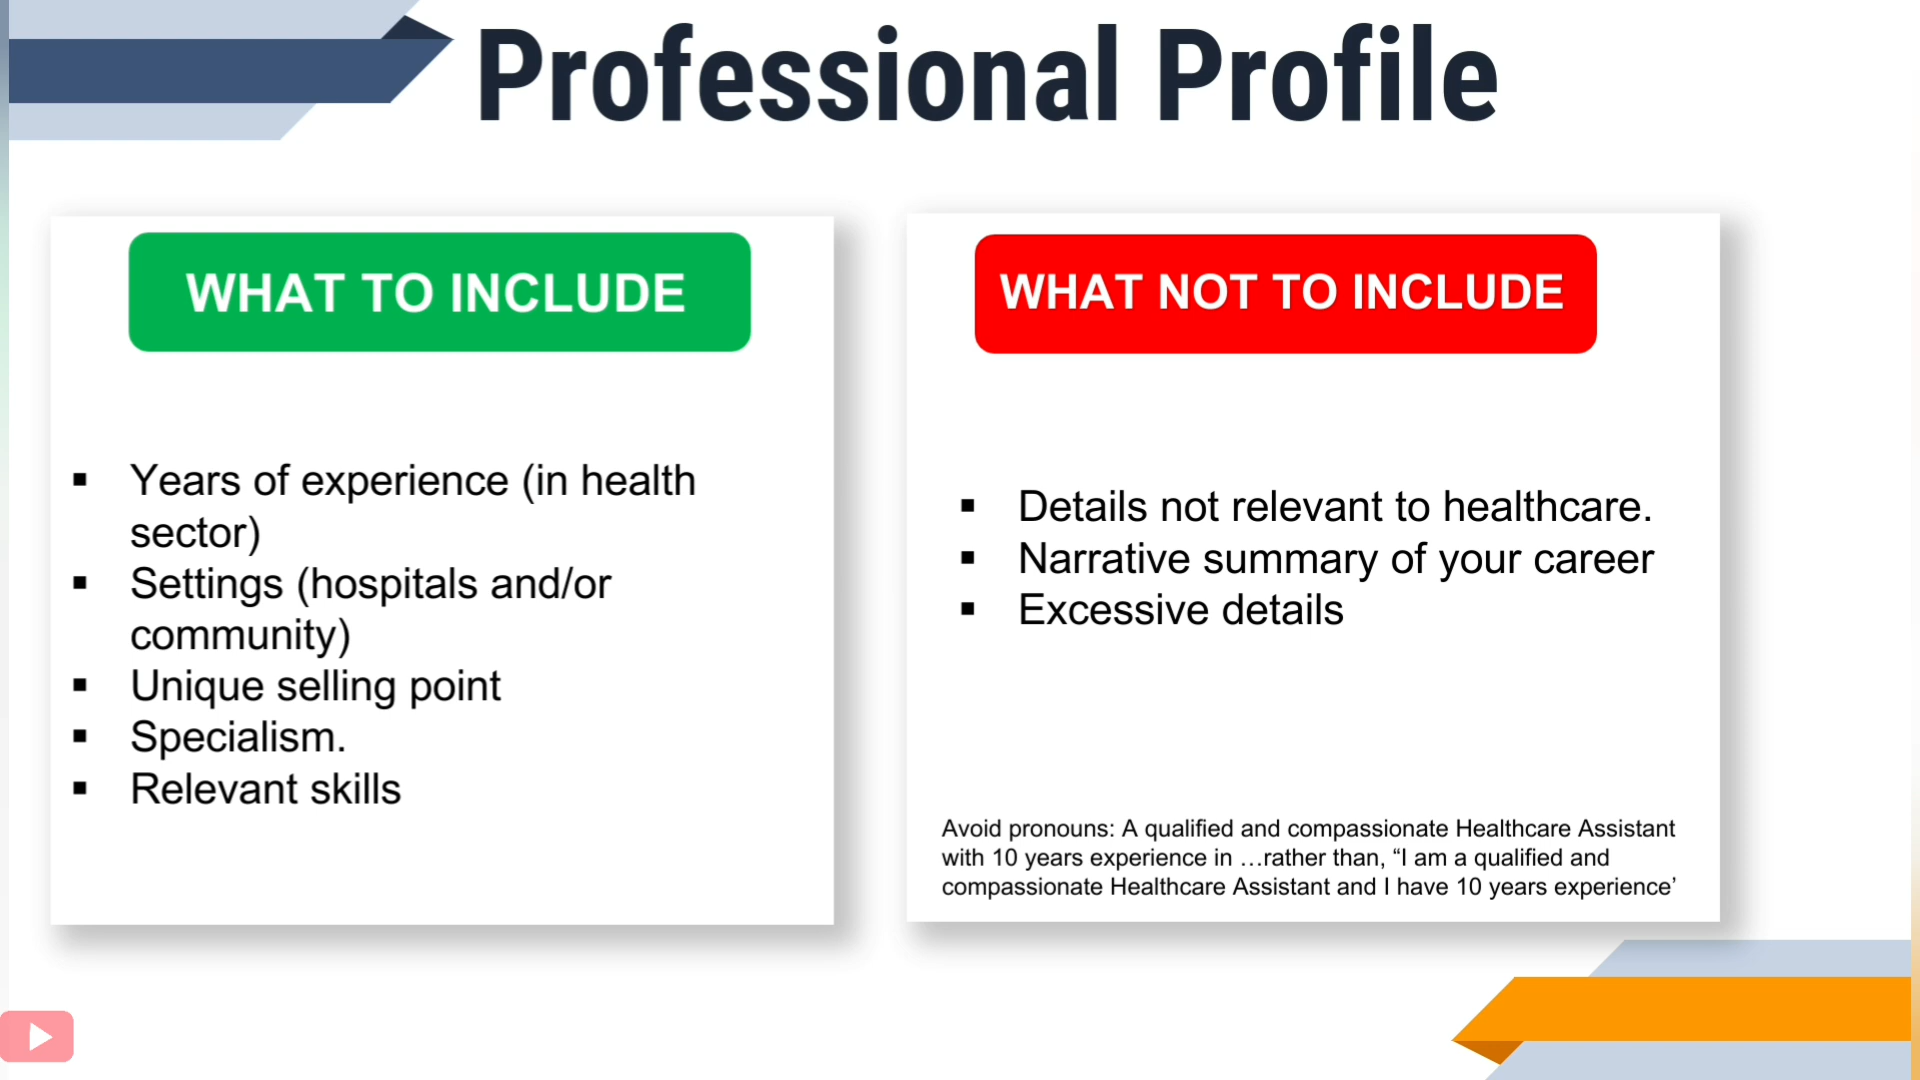 Professional Profile
WHAT TO INCLUDE
▪ Years of experience (in health
sector)
▪ Settings (hospitals and/or
community)
▪ Unique selling point
▪ Specialism.
▪ Relevant skills
WHAT NOT TO INCLUDE
▪ Details not relevant to healthcare.
▪ Narrative summary of your career
▪ Excessive details
Avoid pronouns: A qualified and compassionate Healthcare Assistant
with 10 years experience in …rather than, “I am a qualified and
compassionate Healthcare Assistant and I have 10 years experience’